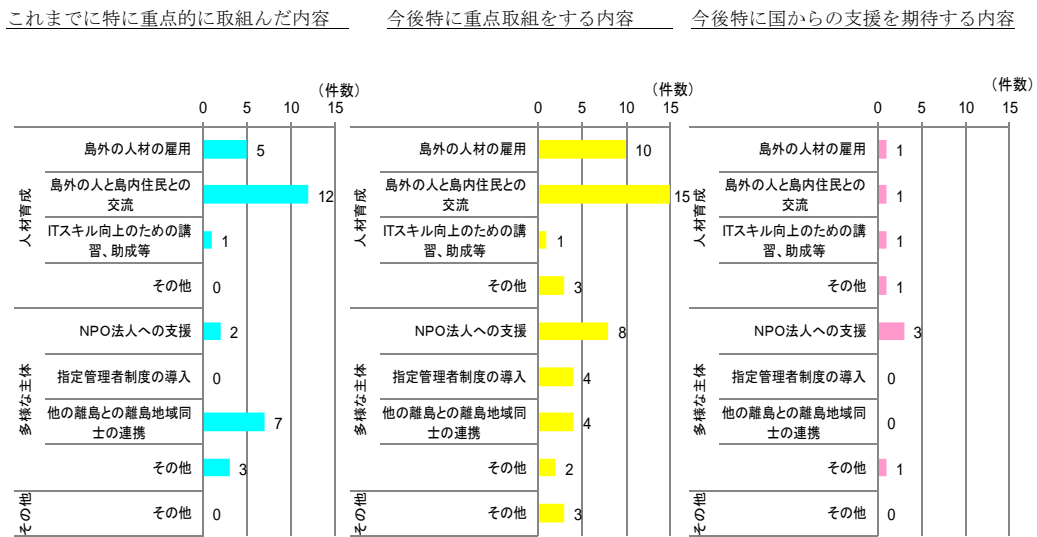 これまでに特に重点的に取組んだ内容
今後特に重点取組をする内容
今後特に国からの支援を期待する内容
（件数）
0 5 10 15
人材育成
島外の人材の雇用 5
島外の人と島内住民との
交流 12
ITスキル向上のための講
習、助成等 1
その他 0
多様な主体
NPO法人への支援 2
指定管理者制度の導入 0
他の離島との離島地域同
士の連携 7
その他 3
その他
その他 0
（件数）
0 5 10 15
人材育成
島外の人材の雇用 10
島外の人と島内住民との
交流 15
ITスキル向上のための講
習、助成等 1
その他 3
多様な主体
NPO法人への支援 8
指定管理者制度の導入 4
他の離島との離島地域同
士の連携 4
その他 2
その他
その他 3
（件数）
0 5 10 15
人材育成
島外の人材の雇用 1
島外の人と島内住民との
交流 1
ITスキル向上のための講
習、助成等 1
その他 1
多様な主体
NPO法人への支援 3
指定管理者制度の導入 0
他の離島との離島地域同
士の連携 0
その他 1
その他
その他 0